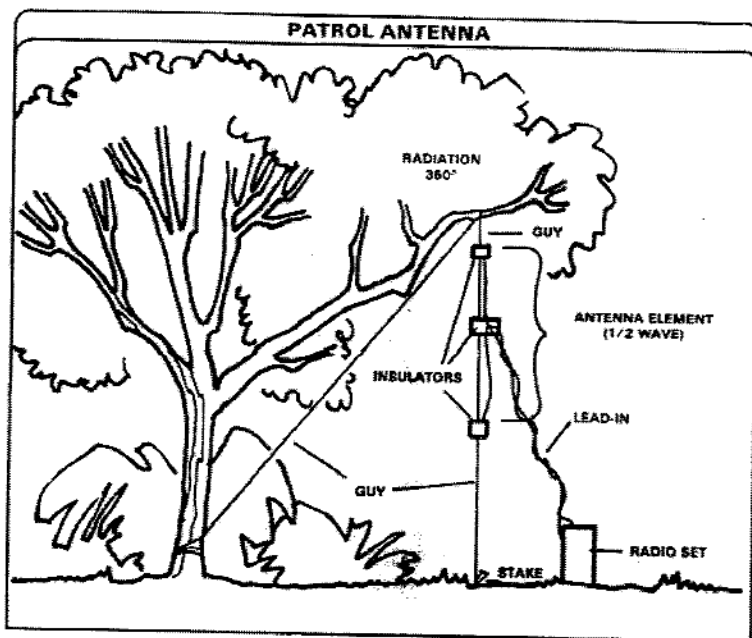 PATROL ANTENNA
RADIATION
360°
GUY
ANTENNA ELEMENT
(1/2 WAVE)
INSULATORS
LEAD-IN
GUY
RADIO SET
STAKE